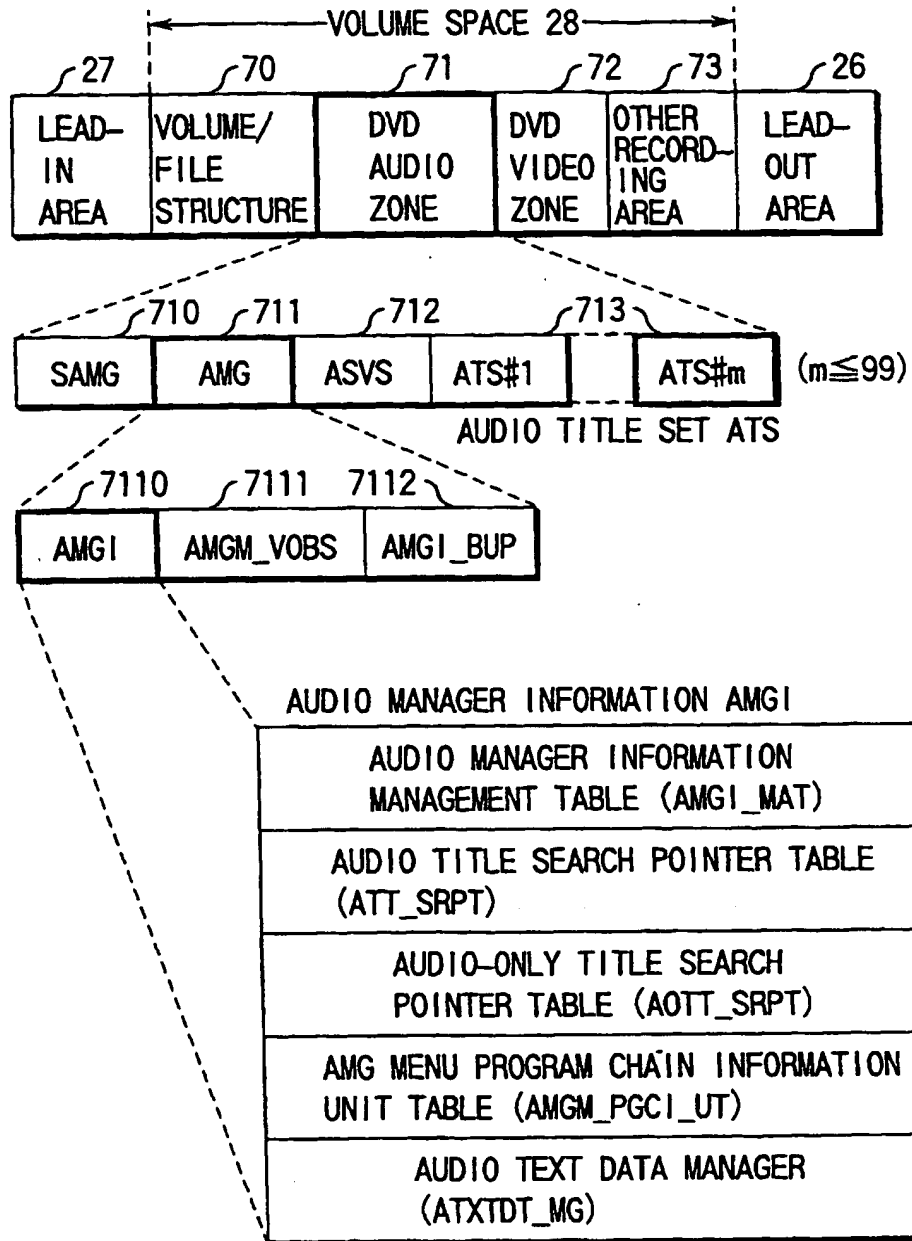 VOLUME SPACE 28
27 70 71 72 73 26
LEAD-
IN
AREA
VOLUME/
FILE
STRUCTURE
DVD
AUDIO
ZONE
DVD
VIDEO
ZONE
OTHER
RECORD-
ING
AREA
LEAD-
OUT
AREA
710 711 712 713
SAMG AMG ASVS ATS#1 ATS#m (m≦99)
AUDIO TITLE SET ATS
7110 7111 7112
AMGI AMGM_VOBS AMGI_BUP
AUDIO MANAGER INFORMATION AMGI
AUDIO MANAGER INFORMATION
MANAGEMENT TABLE (AMGI_MAT)
AUDIO TITLE SEARCH POINTER TABLE
(ATT_SRPT)
AUDIO-ONLY TITLE SEARCH
POINTER TABLE (AOTT_SRPT)
AMG MENU PROGRAM CHAIN INFORMATION
UNIT TABLE (AMGM_PGCI_UT)
AUDIO TEXT DATA MANAGER
(ATXTDT_MG)